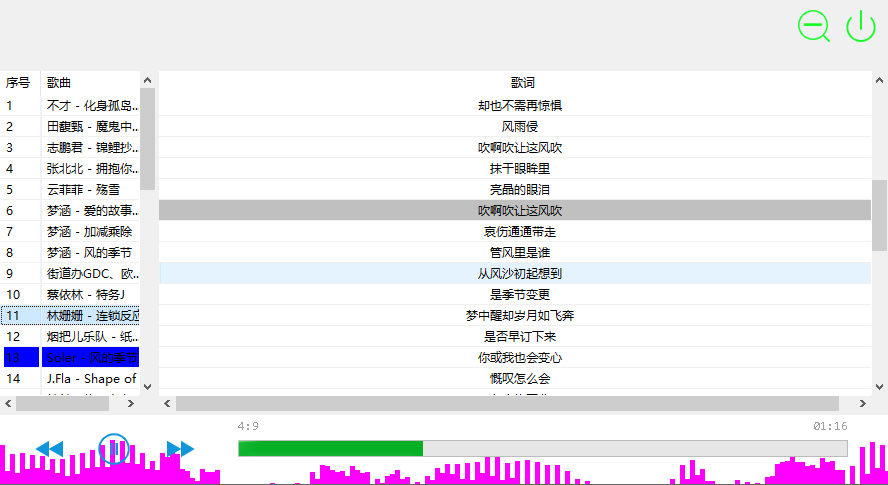 序号 歌曲
1 不才 - 化身孤岛...
2 田馥甄 - 魔鬼中...
3 志鹏君 - 锦鲤抄...
4 张北北 - 拥抱你...
5 云菲菲 - 殇雪
6 梦涵 - 爱的故事...
7 梦涵 - 加减乘除
8 梦涵 - 风的季节
9 街道办GDC、欧...
10 蔡依林 - 特务J
11 林姗姗 - 连锁反应
12 烟把儿乐队 - 纸...
13 Soler - 风的季节
14 J.Fla - Shape of
歌词
却也不需再惊惧
风雨侵
吹啊吹让这风吹
抹干眼眸里
亮晶的眼泪
吹啊吹让这风吹
哀伤通通带走
管风里是谁
从风沙初起想到
是季节变更
梦中醒却岁月如飞奔
是否早订下来
你或我也会变心
慨叹怎么会
4:9
01:16